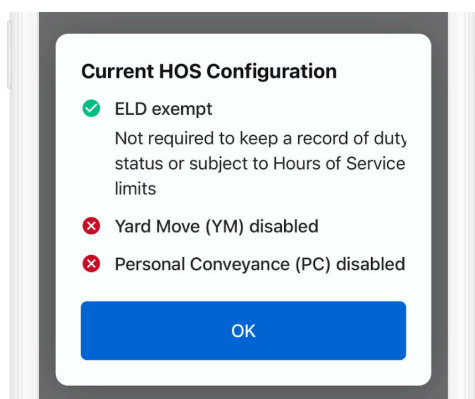 Current HOS Configuration
ELD exempt
Not required to keep a record of duty
status or subject to Hours of Service
limits
Yard Move (YM) disabled
Personal Conveyance (PC) disabled
OK